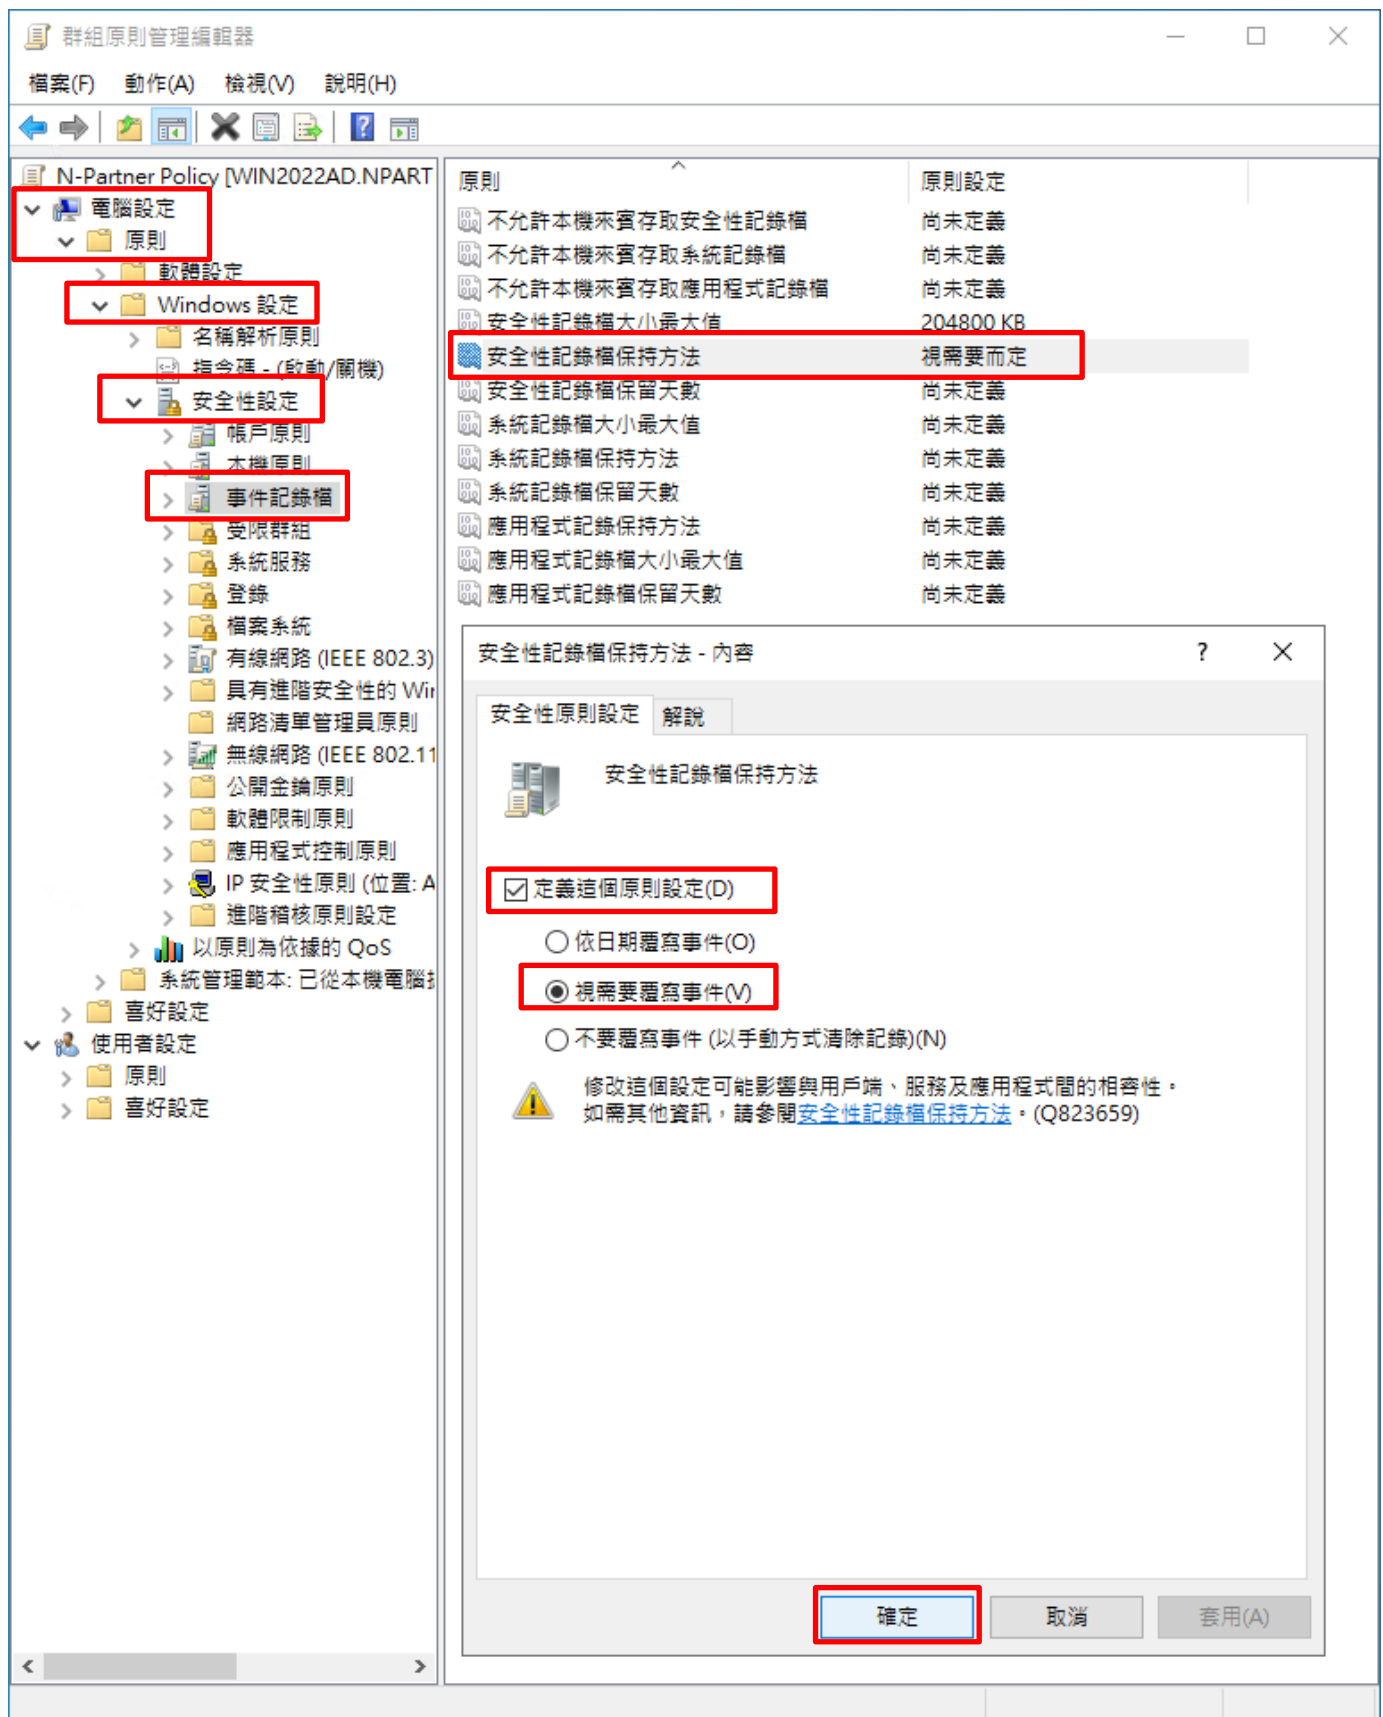 群組原則管理編輯器
檔案(F) 動作(A) 檢視(V) 說明(H)
N-Partner Policy [WIN2022AD.NPART
電腦設定
原則
軟體設定
Windows 設定
名稱解析原則
指令碼 - (啟動/關機)
安全性設定
帳戶原則
本機原則
事件記錄檔
受限群組
系統服務
登錄
檔案系統
有線網路 (IEEE 802.3)
具有進階安全性的 Wir
網路清單管理員原則
無線網路 (IEEE 802.11
公開金鑰原則
軟體限制原則
應用程式控制原則
IP 安全性原則 (位置: A
進階稽核原則設定
以原則為依據的 QoS
系統管理範本: 已從本機電腦
喜好設定
使用者設定
原則
喜好設定
原則 原則設定
不允許本機來賓存取安全性記錄檔 尚未定義
不允許本機來賓存取系統記錄檔 尚未定義
不允許本機來賓存取應用程式記錄檔 尚未定義
安全性記錄檔大小最大值 204800 KB
安全性記錄檔保持方法 視需要而定
安全性記錄檔保留天數 尚未定義
系統記錄檔大小最大值 尚未定義
系統記錄檔保持方法 尚未定義
系統記錄檔保留天數 尚未定義
應用程式記錄保持方法 尚未定義
應用程式記錄檔大小最大值 尚未定義
應用程式記錄檔保留天數 尚未定義
安全性記錄檔保持方法 - 內容
?
安全性原則設定 解說
安全性記錄檔保持方法
定義這個原則設定(D)
依日期覆寫事件(O)
視需要覆寫事件(V)
不要覆寫事件 (以手動方式清除記錄)(N)
修改這個設定可能影響與用戶端、服務及應用程式間的相容性。
如需其他資訊，請參閱安全性記錄檔保持方法。(Q823659)
確定 取消 套用(A)